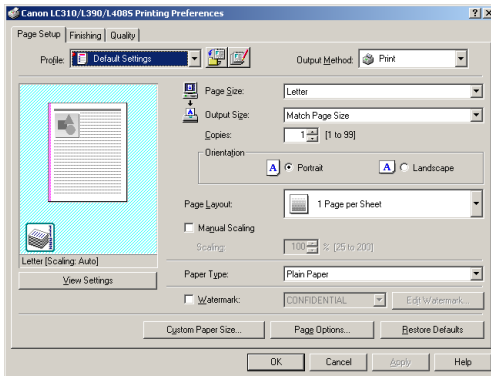 Canon LC310/L390/L408S Printing Preferences
Page Setup Finishing Quality
Profile: Default Settings Output Method: Print
Page Size: Letter
Output Size: Match Page Size
Copies: 1 [1 to 99]
Orientation
A Portrait A Landscape
Page Layout: 1 Page per Sheet
Manual Scaling
Scaling: 100 % [25 to 200]
Letter [Scaling: Auto]
View Settings
Paper Type: Plain Paper
Watermark: CONFIDENTIAL Edit Watermark...
Custom Paper Size... Page Options... Restore Defaults
OK Cancel Apply Help